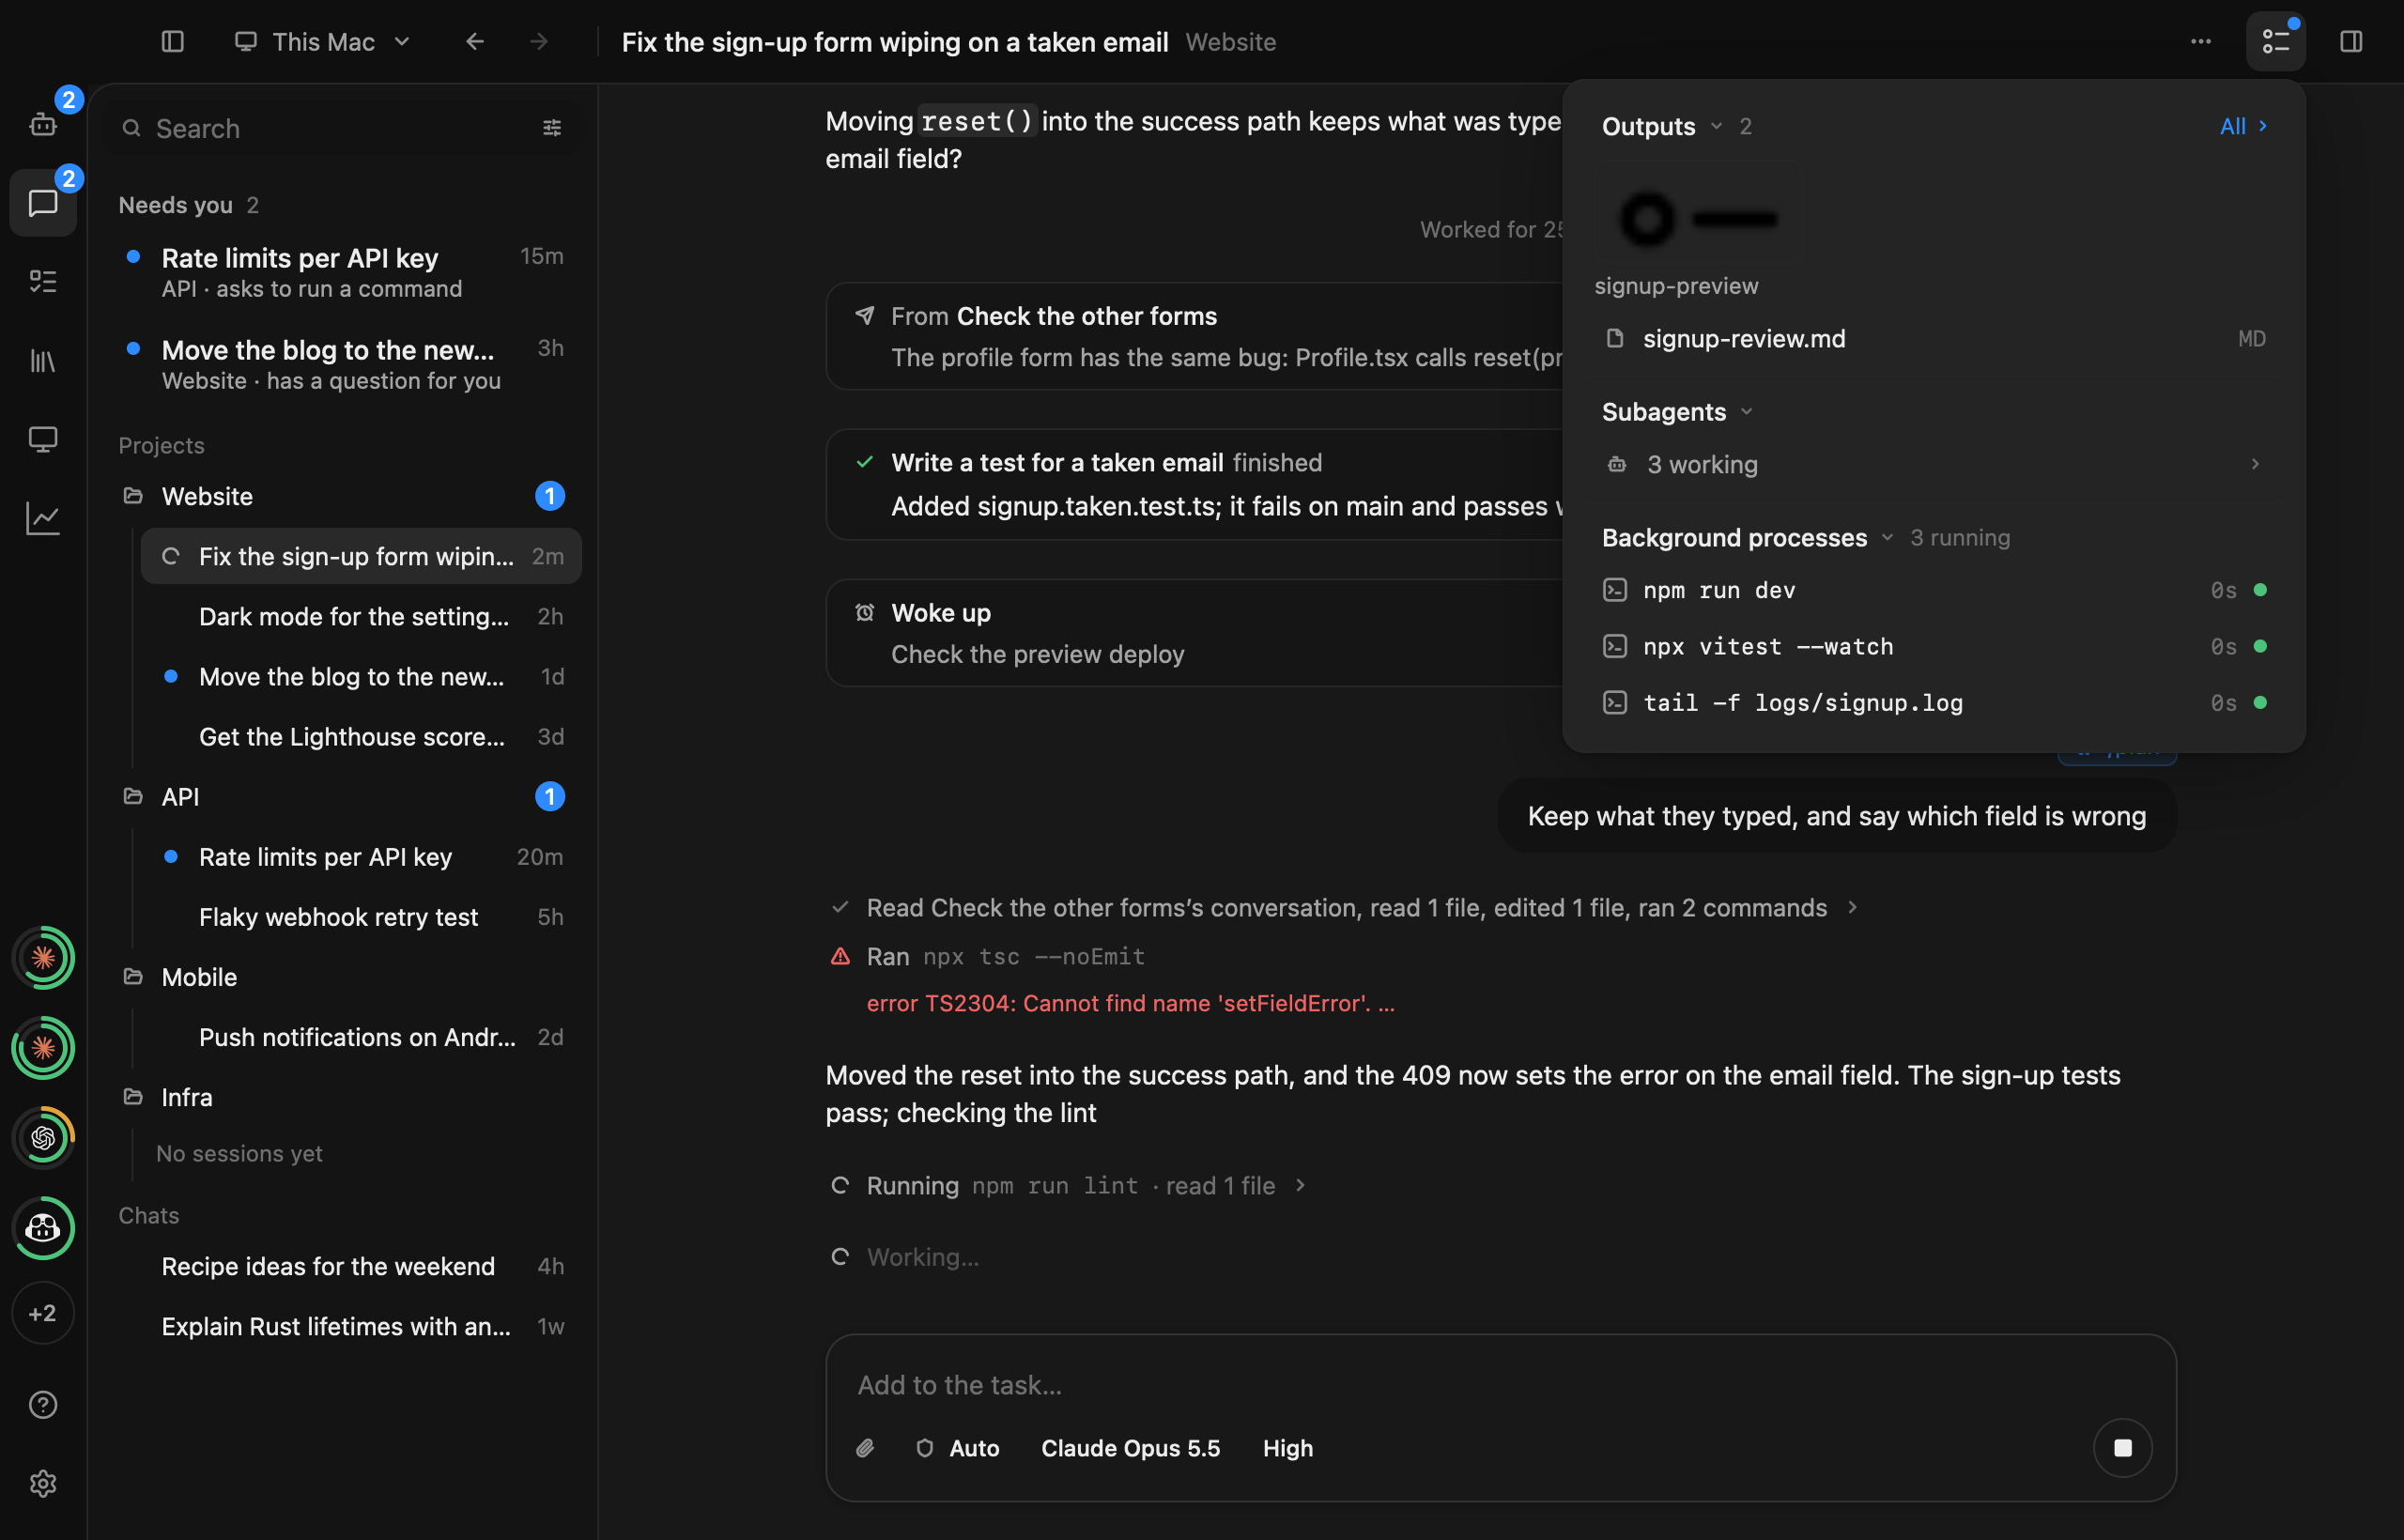 This Mac
Fix the sign-up form wiping on a taken email Website
2
2
Search
Needs you 2
Rate limits per API key 15m
API · asks to run a command
Move the blog to the new... 3h
Website · has a question for you
Projects
Website 1
Fix the sign-up form wipin... 2m
Dark mode for the setting... 2h
Move the blog to the new... 1d
Get the Lighthouse score... 3d
API 1
Rate limits per API key 20m
Flaky webhook retry test 5h
Mobile
Push notifications on Andr... 2d
Infra
No sessions yet
Chats
Recipe ideas for the weekend 4h
Explain Rust lifetimes with an... 1w
+2
Moving reset() into the success path keeps what was type
email field?
Worked for 25
From Check the other forms
The profile form has the same bug: Profile.tsx calls reset(pr
Write a test for a taken email finished
Added signup.taken.test.ts; it fails on main and passes
Woke up
Check the preview deploy
Outputs 2 All
signup-preview
signup-review.md MD
Subagents
3 working
Background processes 3 running
npm run dev 0s
npx vitest --watch 0s
tail -f logs/signup.log 0s
Keep what they typed, and say which field is wrong
Read Check the other forms’s conversation, read 1 file, edited 1 file, ran 2 commands
Ran npx tsc --noEmit
error TS2304: Cannot find name 'setFieldError'. ...
Moved the reset into the success path, and the 409 now sets the error on the email field. The sign-up tests
pass; checking the lint
Running npm run lint · read 1 file
Working...
Add to the task...
Auto Claude Opus 5.5 High